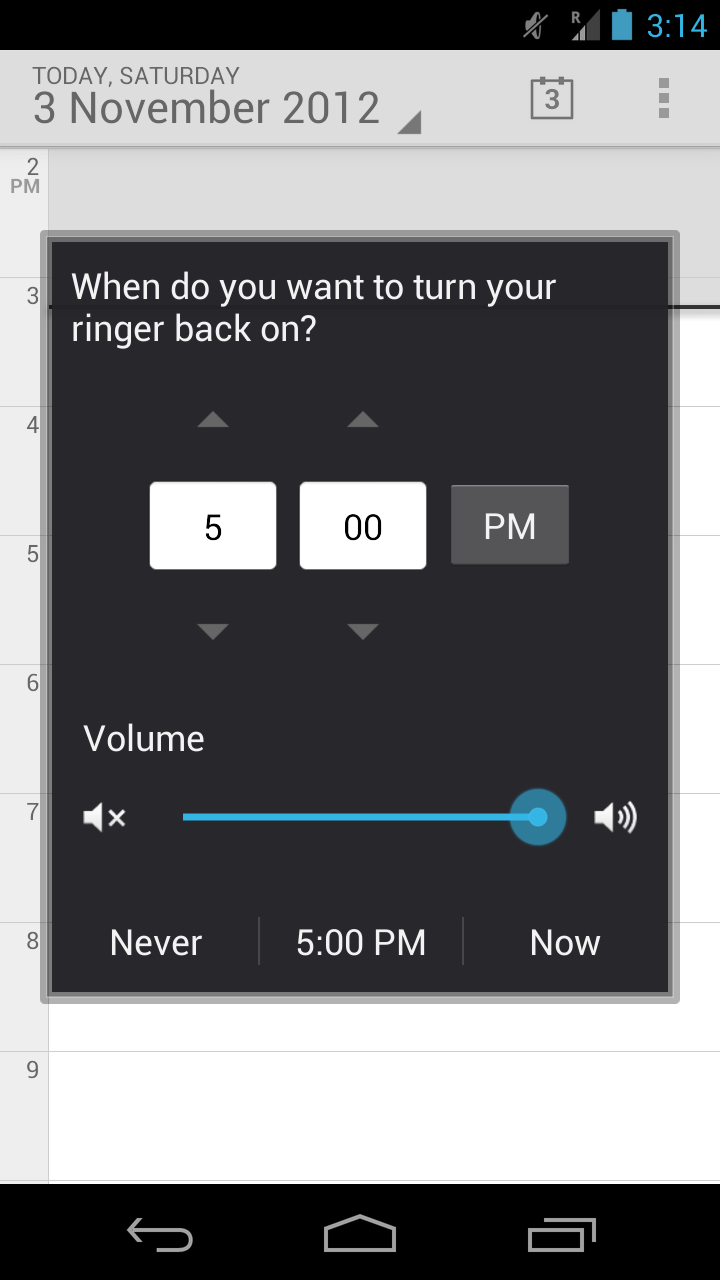 R
3:14
TODAY, SATURDAY
3 November 2012
3
2
PM
3
When do you want to turn your
ringer back on?
4
5 00 PM
5
6
Volume
7
8
Never 5:00 PM Now
9